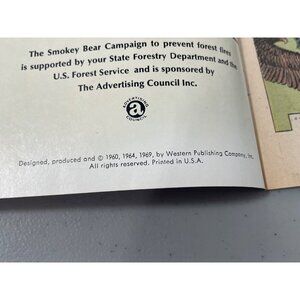 The Smokey Bear Campaign to prevent forest fires
is supported by your State Forestry Department and the
U.S. Forest Service and is sponsored by
The Advertising Council Inc.
ADVERTISING
a
COUNCIL
Designed, produced and © 1960, 1964, 1969, by Western Publishing Company, Inc.
All rights reserved. Printed in U.S.A.